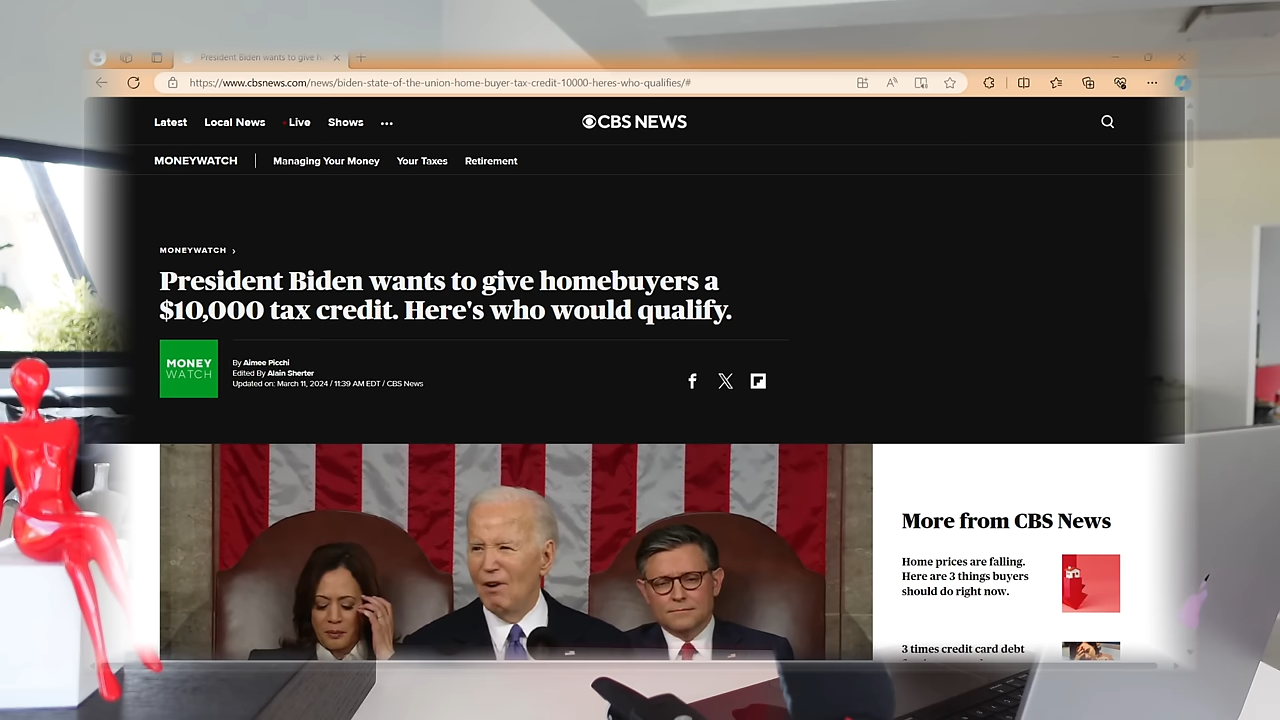 President Biden wants to give h
https://www.cbsnews.com/news/biden-state-of-the-union-home-buyer-tax-credit-10000-heres-who-qualifies/#
Latest
Local News
Live
Shows
CBS NEWS
MONEYWATCH
Managing Your Money
Your Taxes
Retirement
MONEYWATCH ›
President Biden wants to give homebuyers a
$10,000 tax credit. Here's who would qualify.
MONEY
WATCH
By Aimee Picchi
Edited By Alain Sherter
Updated on: March 11, 2024 / 11:39 AM EDT / CBS News
More from CBS News
Home prices are falling.
Here are 3 things buyers
should do right now.
3 times credit card debt